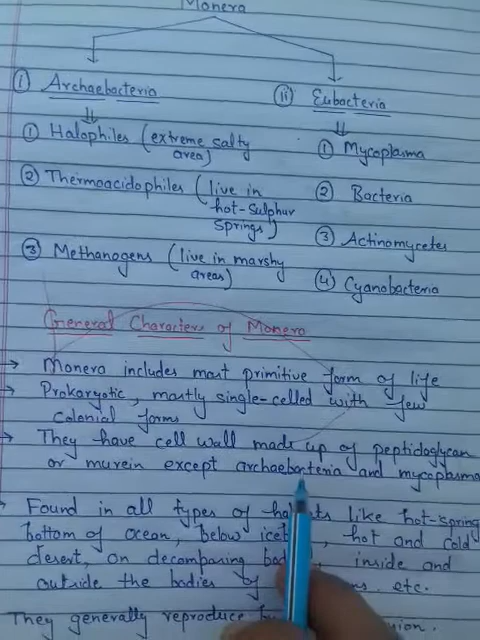 Monera
① Archaebacteria
ⅱ Eubacteria
① Halophiles (extreme salty
area)
② Thermoacidophiles (live in
hot-sulphur
springs)
③ Methanogens (live in marshy
areas)
① Mycoplasma
② Bacteria
③ Actinomycetes
④ Cyanobacteria
General Characters of Monera
→ Monera includes most primitive form of life
→ Prokaryotic, mostly single-celled with few
colonial forms
→ They have cell wall made up of peptidoglycan
or murein except archaebacteria and mycoplasma
Found in all types of like hot-spring
bottom of ocean, below , hot and cold
desert, on decomposing , inside and
outside the bodies etc.
They generally reproduce